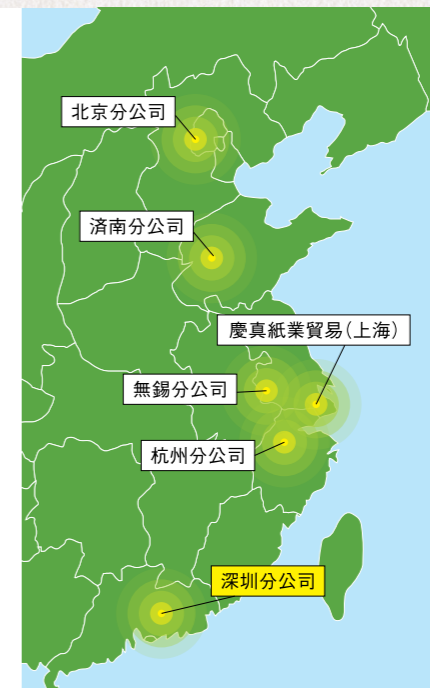 北京分公司
済南分公司
慶真紙業貿易（上海）
無錫分公司
杭州分公司
深圳分公司